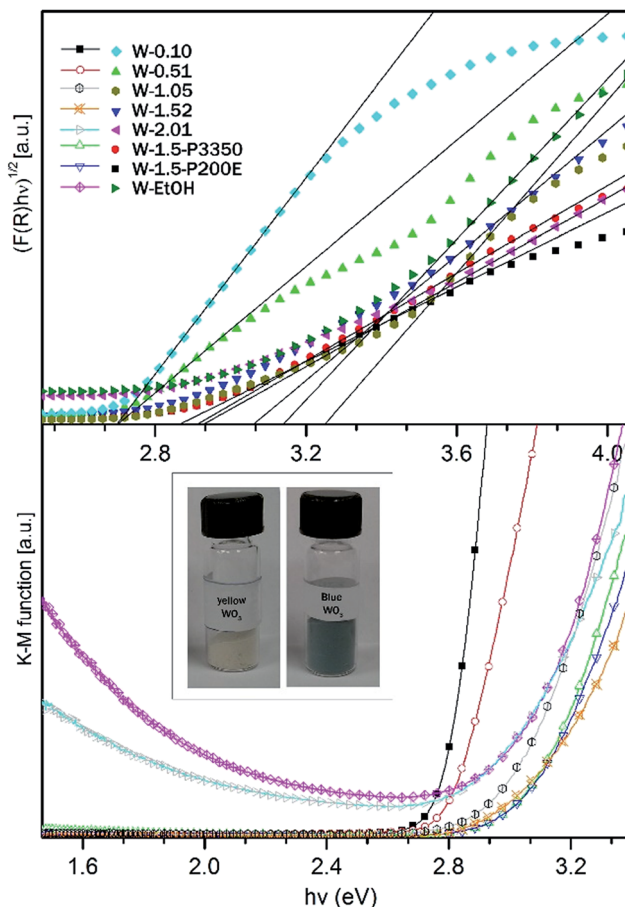 W-0.10
W-0.51
W-1.05
W-1.52
W-2.01
W-1.5-P3350
W-1.5-P200E
W-EtOH
(F(R)hν)^1/2 [a.u.]
2.8 3.6 4.0
K-M function [a.u.]
yellow
WO3
Blue
WO3
1.6 2.0 2.4 2.8 3.2
hν (eV)